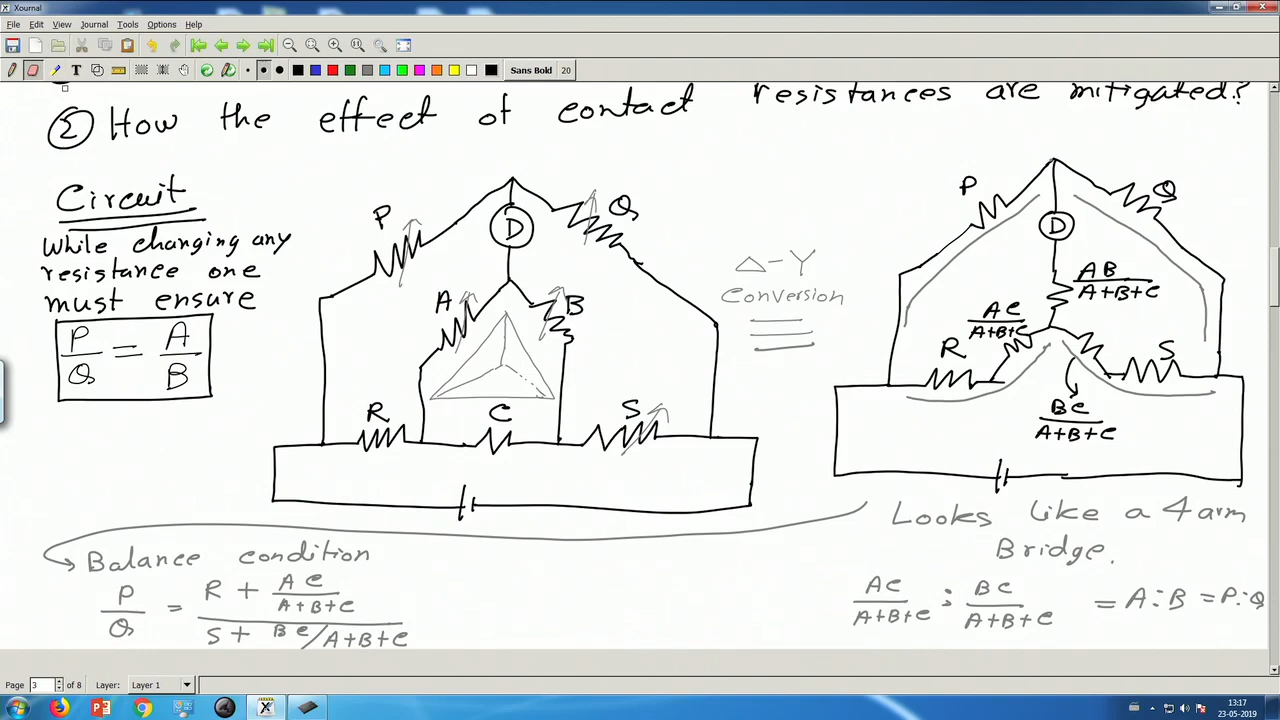 Xournal
File Edit View Journal Tools Options Help
Sans Bold 20
② How the effect of contact resistances are mitigated?
Circuit
While changing any
resistance one
must ensure
P/Q = A/B
P D Q
A B
R C S
Δ-Y
Conversion
P D Q
AB/A+B+C
AC/A+B+C
R S
BC/A+B+C
Looks like a 4 arm
Bridge.
AC/A+B+C : BC/A+B+C = A:B = P:Q
Balance condition
P/Q = R + AC/A+B+C / S + BC/A+B+C
Page 3 of 8 Layer: Layer 1
13:17
23-05-2019